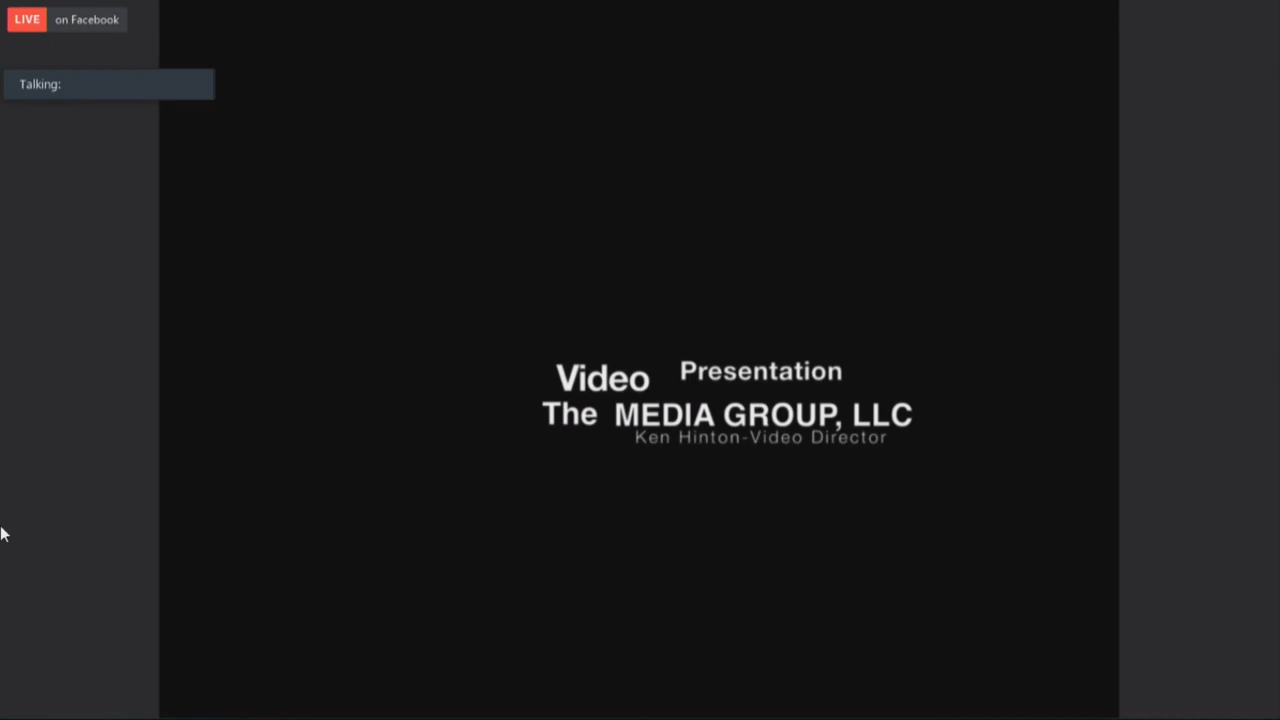 LIVE on Facebook
Talking:
Video Presentation
The MEDIA GROUP, LLC
Ken Hinton-Video Director